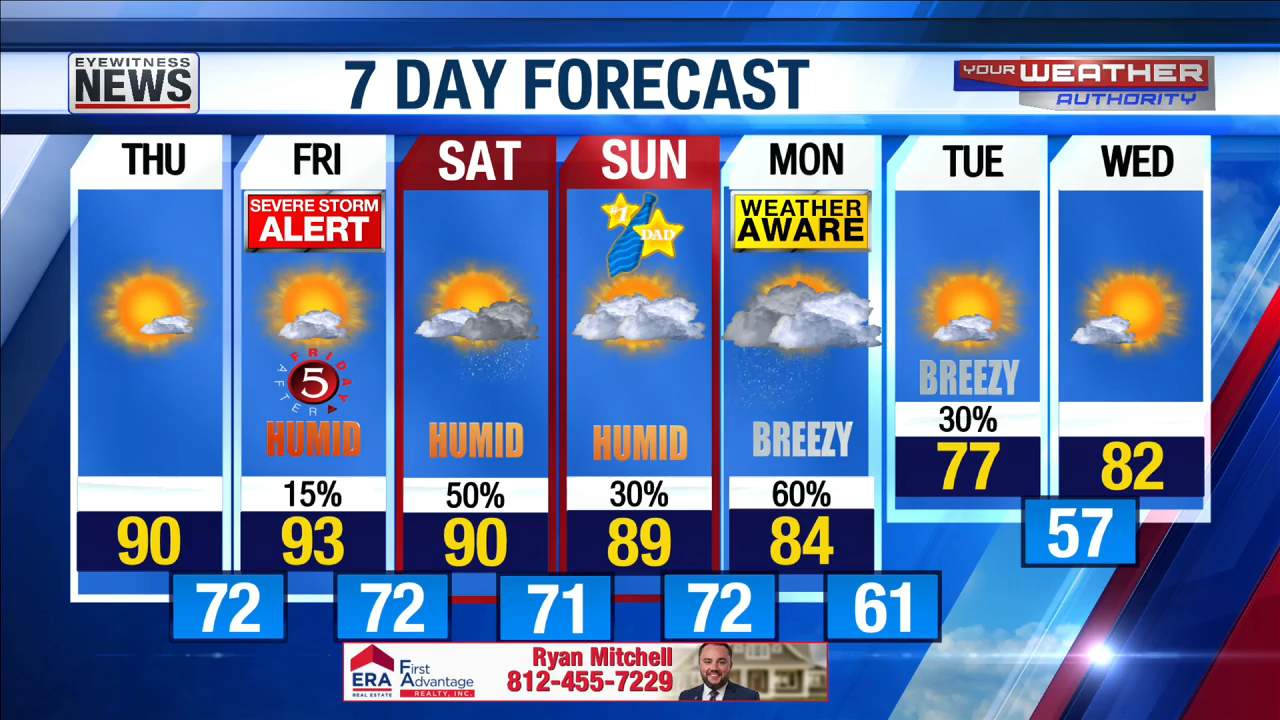 EYEWITNESS
NEWS
7 DAY FORECAST
YOUR WEATHER
AUTHORITY
THU
90
FRI
SEVERE STORM
ALERT
FRIDAY
5
AFTER
HUMID
15%
93
SAT
HUMID
50%
90
SUN
#1
DAD
HUMID
30%
89
MON
WEATHER
AWARE
BREEZY
60%
84
TUE
BREEZY
30%
77
WED
82
57
72
72
71
72
61
ERA
REAL ESTATE
First
Advantage
REALTY, INC.
Ryan Mitchell
812-455-7229